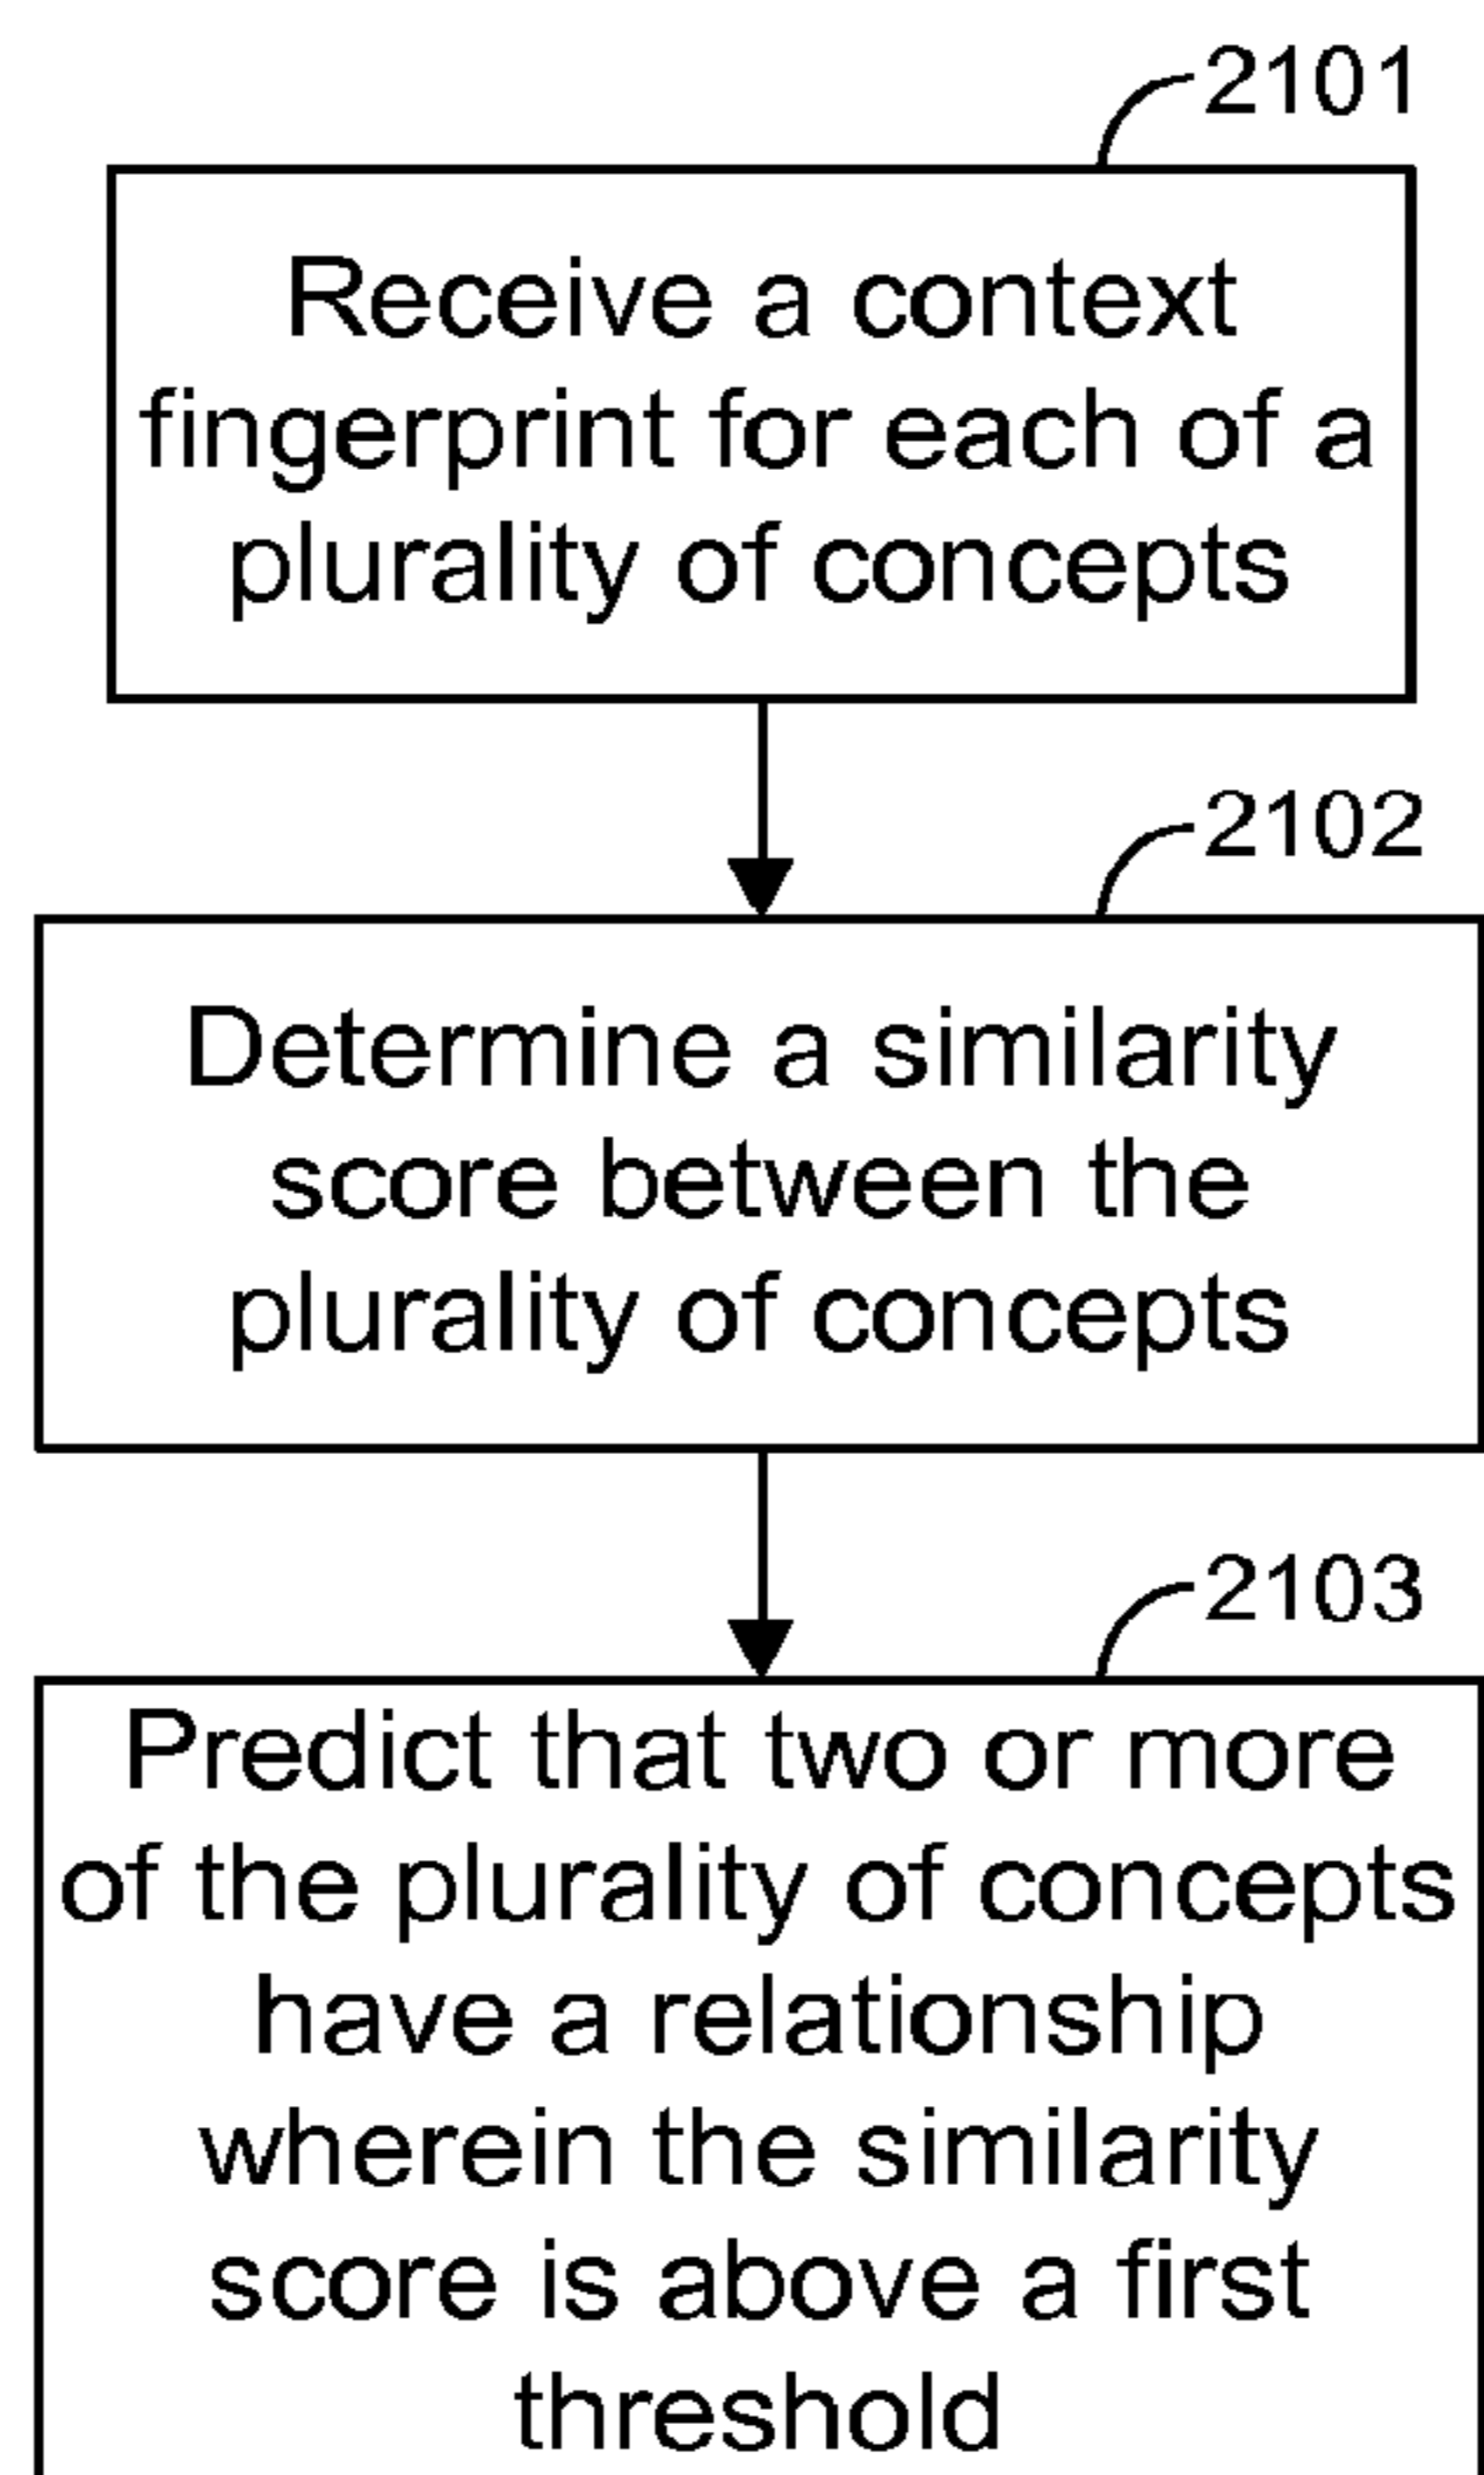 2101
Receive a context
fingerprint for each of a
plurality of concepts
2102
Determine a similarity
score between the
plurality of concepts
2103
Predict that two or more
of the plurality of concepts
have a relationship
wherein the similarity
score is above a first
threshold